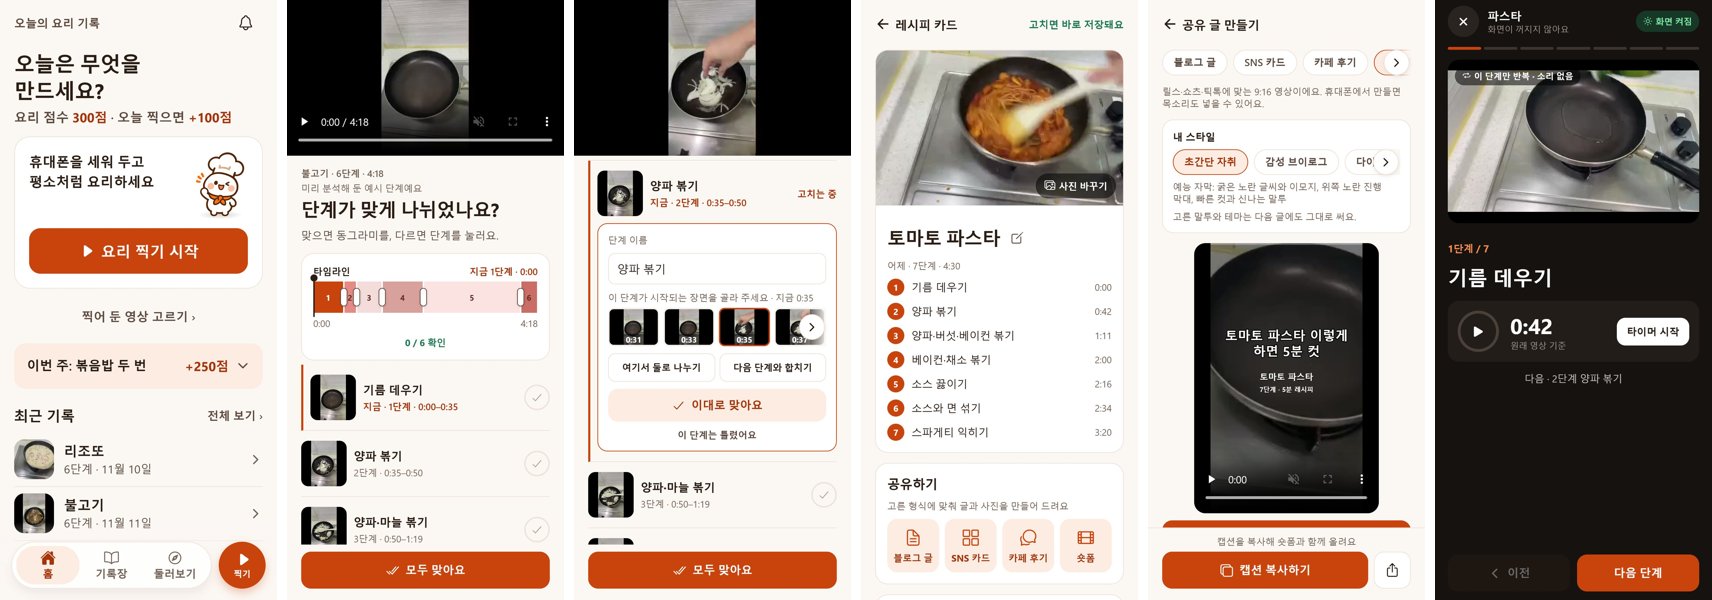 오늘의 요리 기록
오늘은 무엇을
만드세요?
요리 점수 300점 · 오늘 찍으면 +100점
휴대폰을 세워 두고
평소처럼 요리하세요
요리 찍기 시작
찍어 둔 영상 고르기 ›
이번 주: 볶음밥 두 번
+250점
최근 기록
전체 보기 ›
리조또
6단계 · 11월 10일
불고기
6단계 · 11월 11일
홈
기록장
둘러보기
찍기
0:00 / 4:18
불고기 · 6단계 · 4:18
미리 분석해 둔 예시 단계예요
단계가 맞게 나뉘었나요?
맞으면 동그라미를, 다르면 단계를 눌러요.
타임라인
지금 1단계 · 0:00
1
2
3
4
5
6
0:00
4:18
0 / 6 확인
기름 데우기
지금 · 1단계 · 0:00–0:35
양파 볶기
2단계 · 0:35–0:50
양파·마늘 볶기
3단계 · 0:50–1:19
모두 맞아요
양파 볶기
지금 · 2단계 · 0:35–0:50
고치는 중
단계 이름
양파 볶기
이 단계가 시작되는 장면을 골라 주세요 · 지금 0:35
0:31
0:33
0:35
0:37
여기서 둘로 나누기
다음 단계와 합치기
이대로 맞아요
이 단계는 틀렸어요
양파·마늘 볶기
3단계 · 0:50–1:19
모두 맞아요
레시피 카드
고치면 바로 저장돼요
사진 바꾸기
토마토 파스타
어제 · 7단계 · 4:30
1 기름 데우기 0:00
2 양파 볶기 0:42
3 양파·버섯·베이컨 볶기 1:11
4 베이컨·채소 볶기 2:00
5 소스 끓이기 2:16
6 소스와 면 섞기 2:34
7 스파게티 익히기 3:20
공유하기
고른 형식에 맞춰 글과 사진을 만들어 드려요
블로그 글
SNS 카드
카페 후기
숏폼
공유 글 만들기
블로그 글
SNS 카드
카페 후기
릴스·쇼츠·틱톡에 맞는 9:16 영상이에요. 휴대폰에서 만들면
목소리도 넣을 수 있어요.
내 스타일
초간단 자취
감성 브이로그
예능 자막: 굵은 노란 글씨와 이모지, 위쪽 노란 진행
막대, 빠른 컷과 신나는 말투
고른 말투와 테마는 다음 글에도 그대로 써요.
토마토 파스타 이렇게
하면 5분 컷
토마토 파스타
7단계 · 5분 레시피
0:00
캡션을 복사해 숏폼과 함께 올려요
캡션 복사하기
파스타
화면이 꺼지지 않아요
화면 켜짐
이 단계만 반복 · 소리 없음
1단계 / 7
기름 데우기
0:42
원래 영상 기준
타이머 시작
다음 · 2단계 양파 볶기
이전
다음 단계